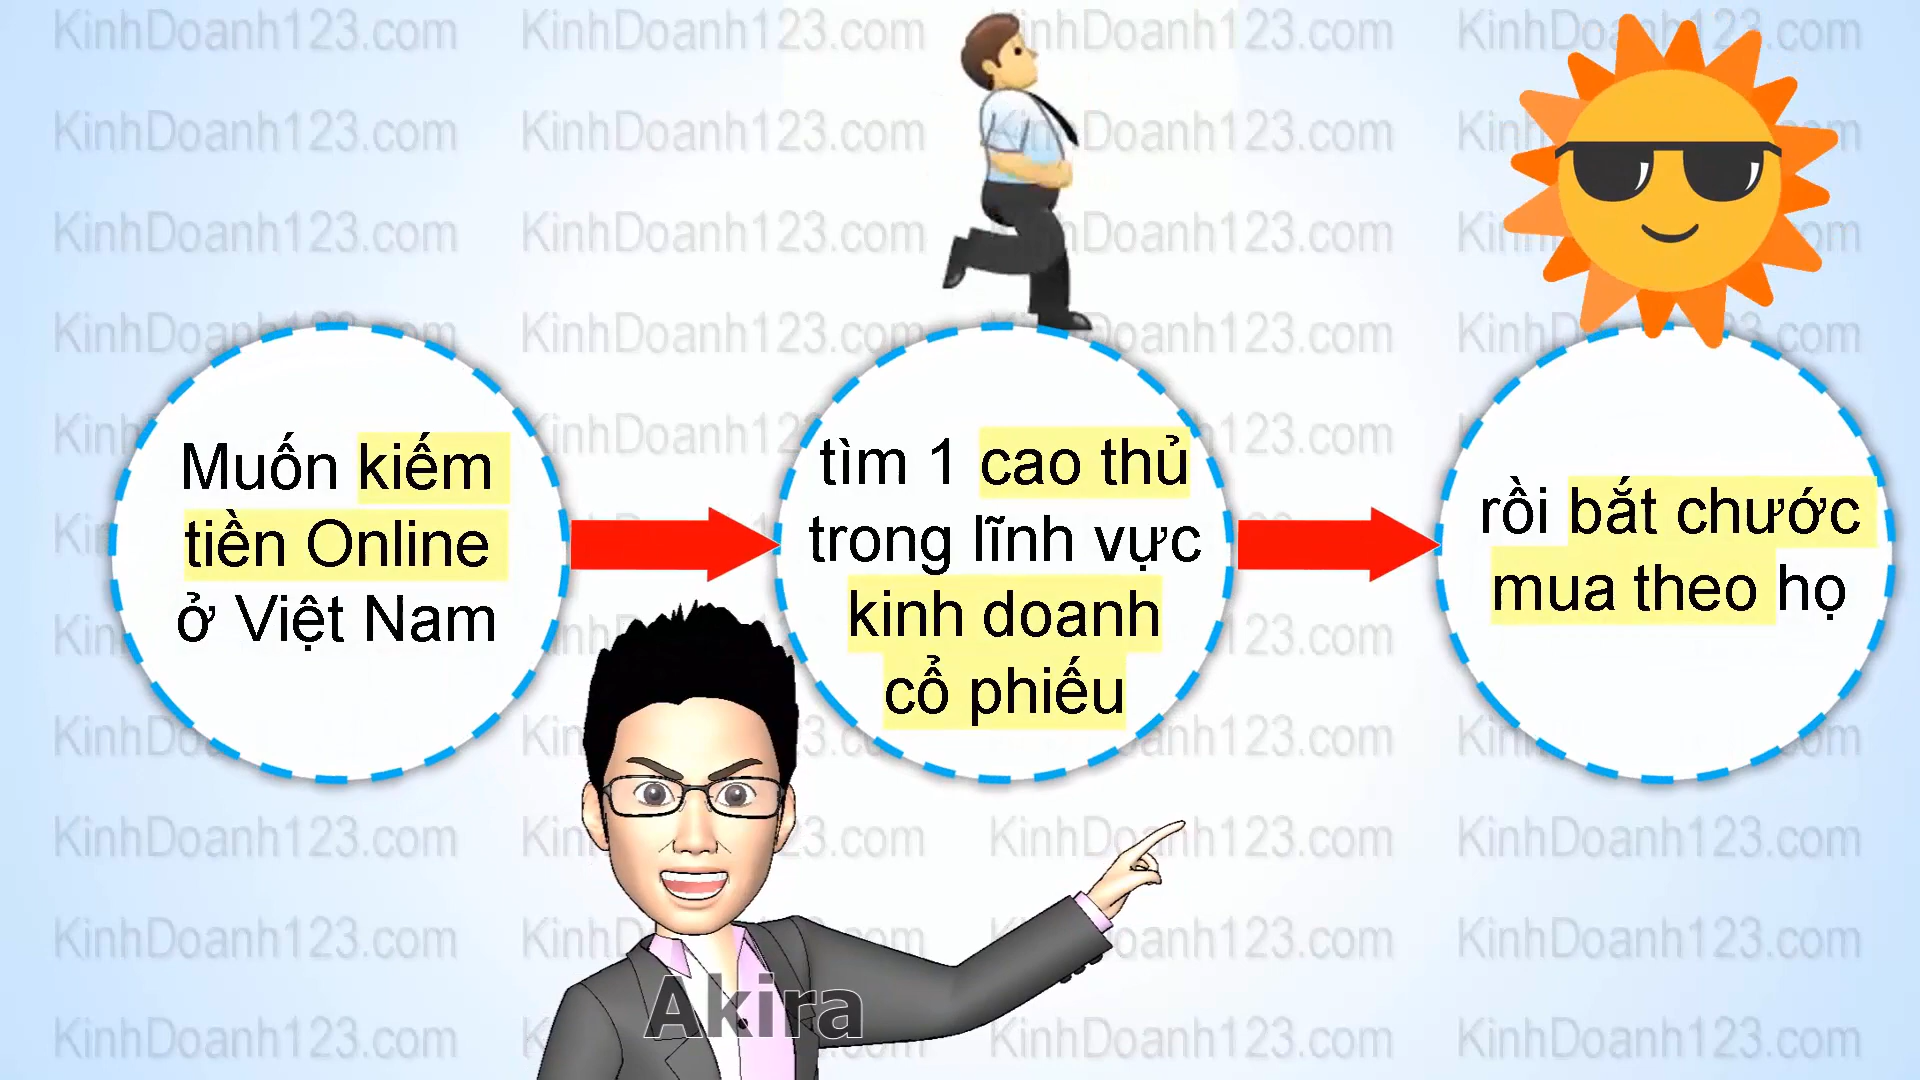 KinhDoanh123.com
Muốn kiếm
tiền Online
ở Việt Nam
tìm 1 cao thủ
trong lĩnh vực
kinh doanh
cổ phiếu
rồi bắt chước
mua theo họ
Akira